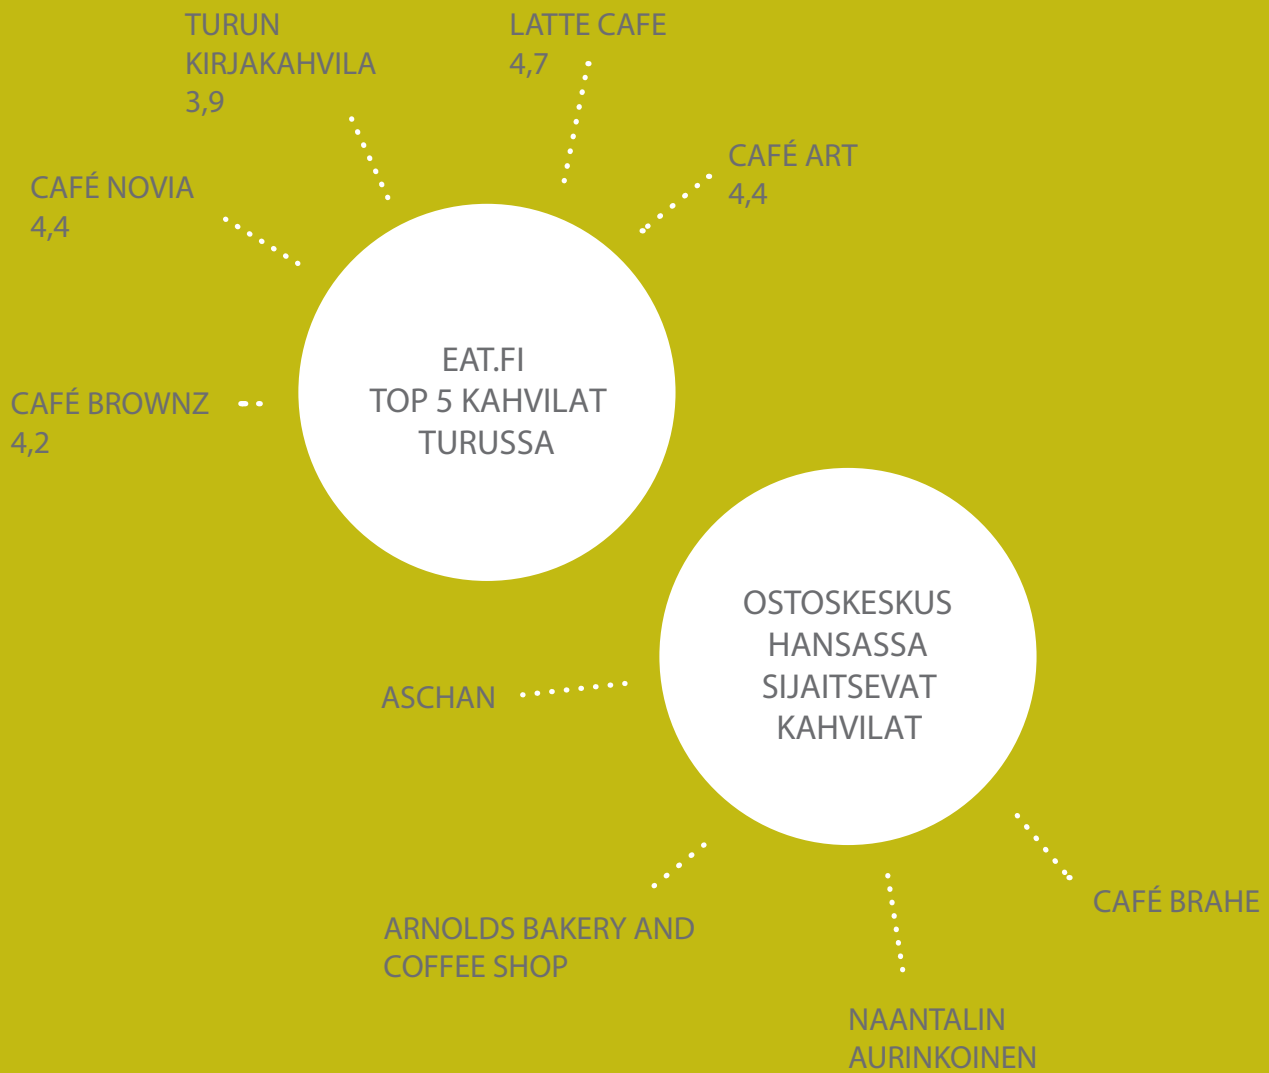 TURUN
KIRJAKAHVILA
3,9
LATTE CAFE
4,7
CAFÉ ART
4,4
CAFÉ NOVIA
4,4
CAFÉ BROWNZ
4,2
EAT.FI
TOP 5 KAHVILAT
TURUSSA
OSTOSKESKUS
HANSASSA
SIJAITSEVAT
KAHVILAT
ASCHAN
ARNOLDS BAKERY AND
COFFEE SHOP
NAANTALIN
AURINKOINEN
CAFÉ BRAHE